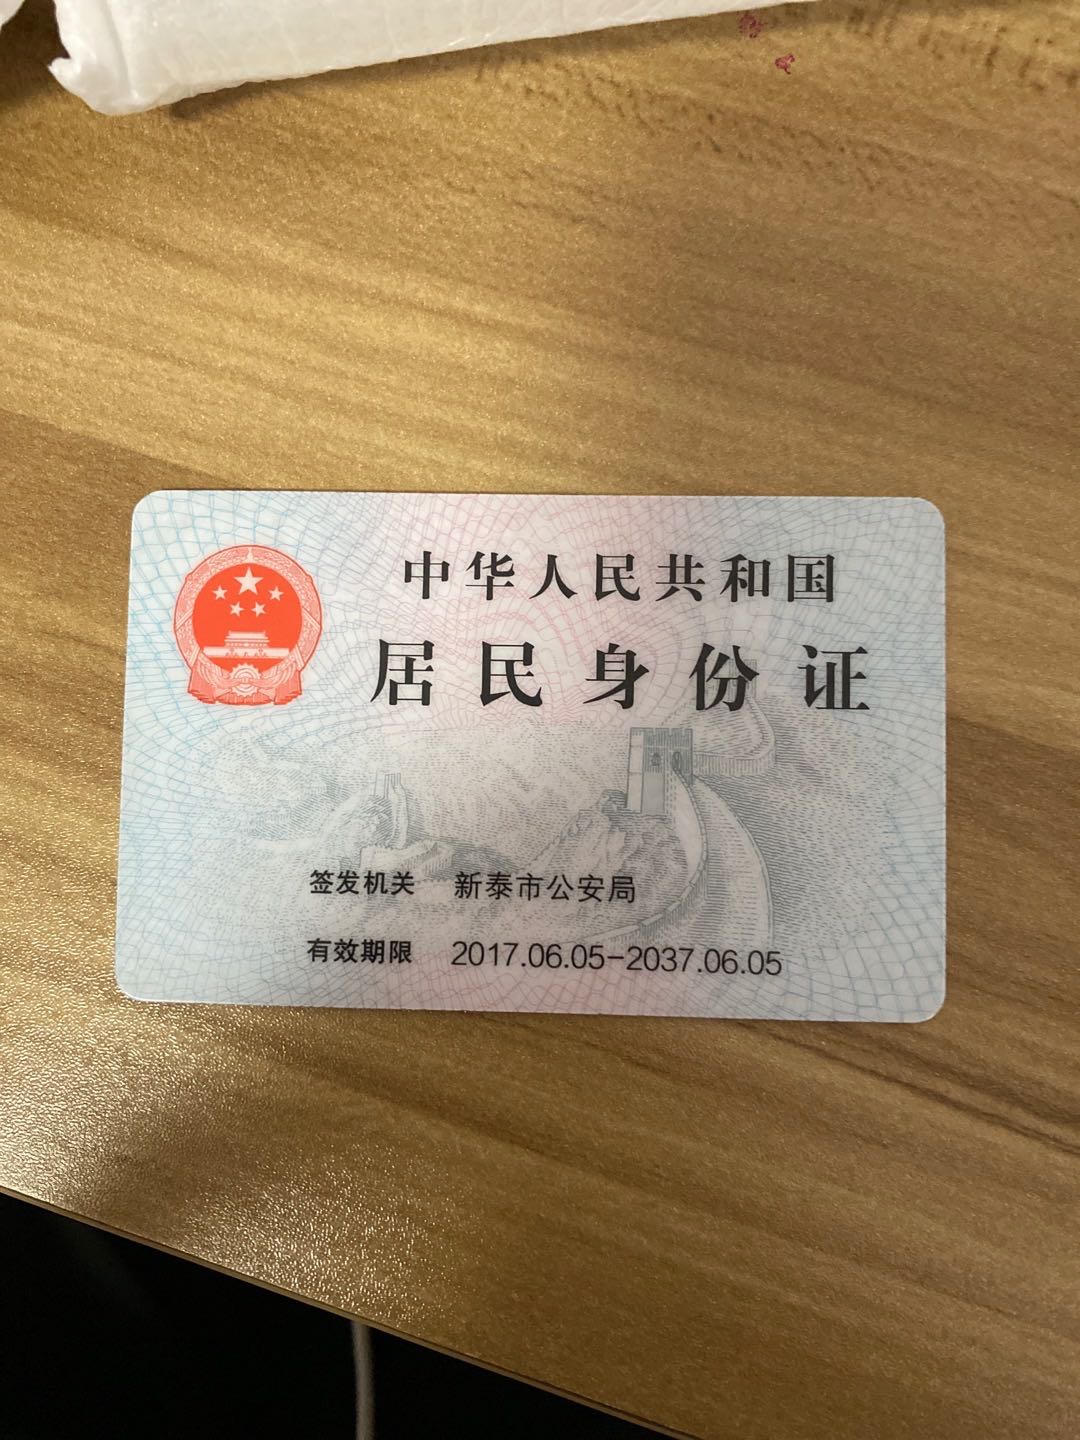 中华人民共和国
居民身份证
签发机关 新泰市公安局
有效期限 2017.06.05-2037.06.05